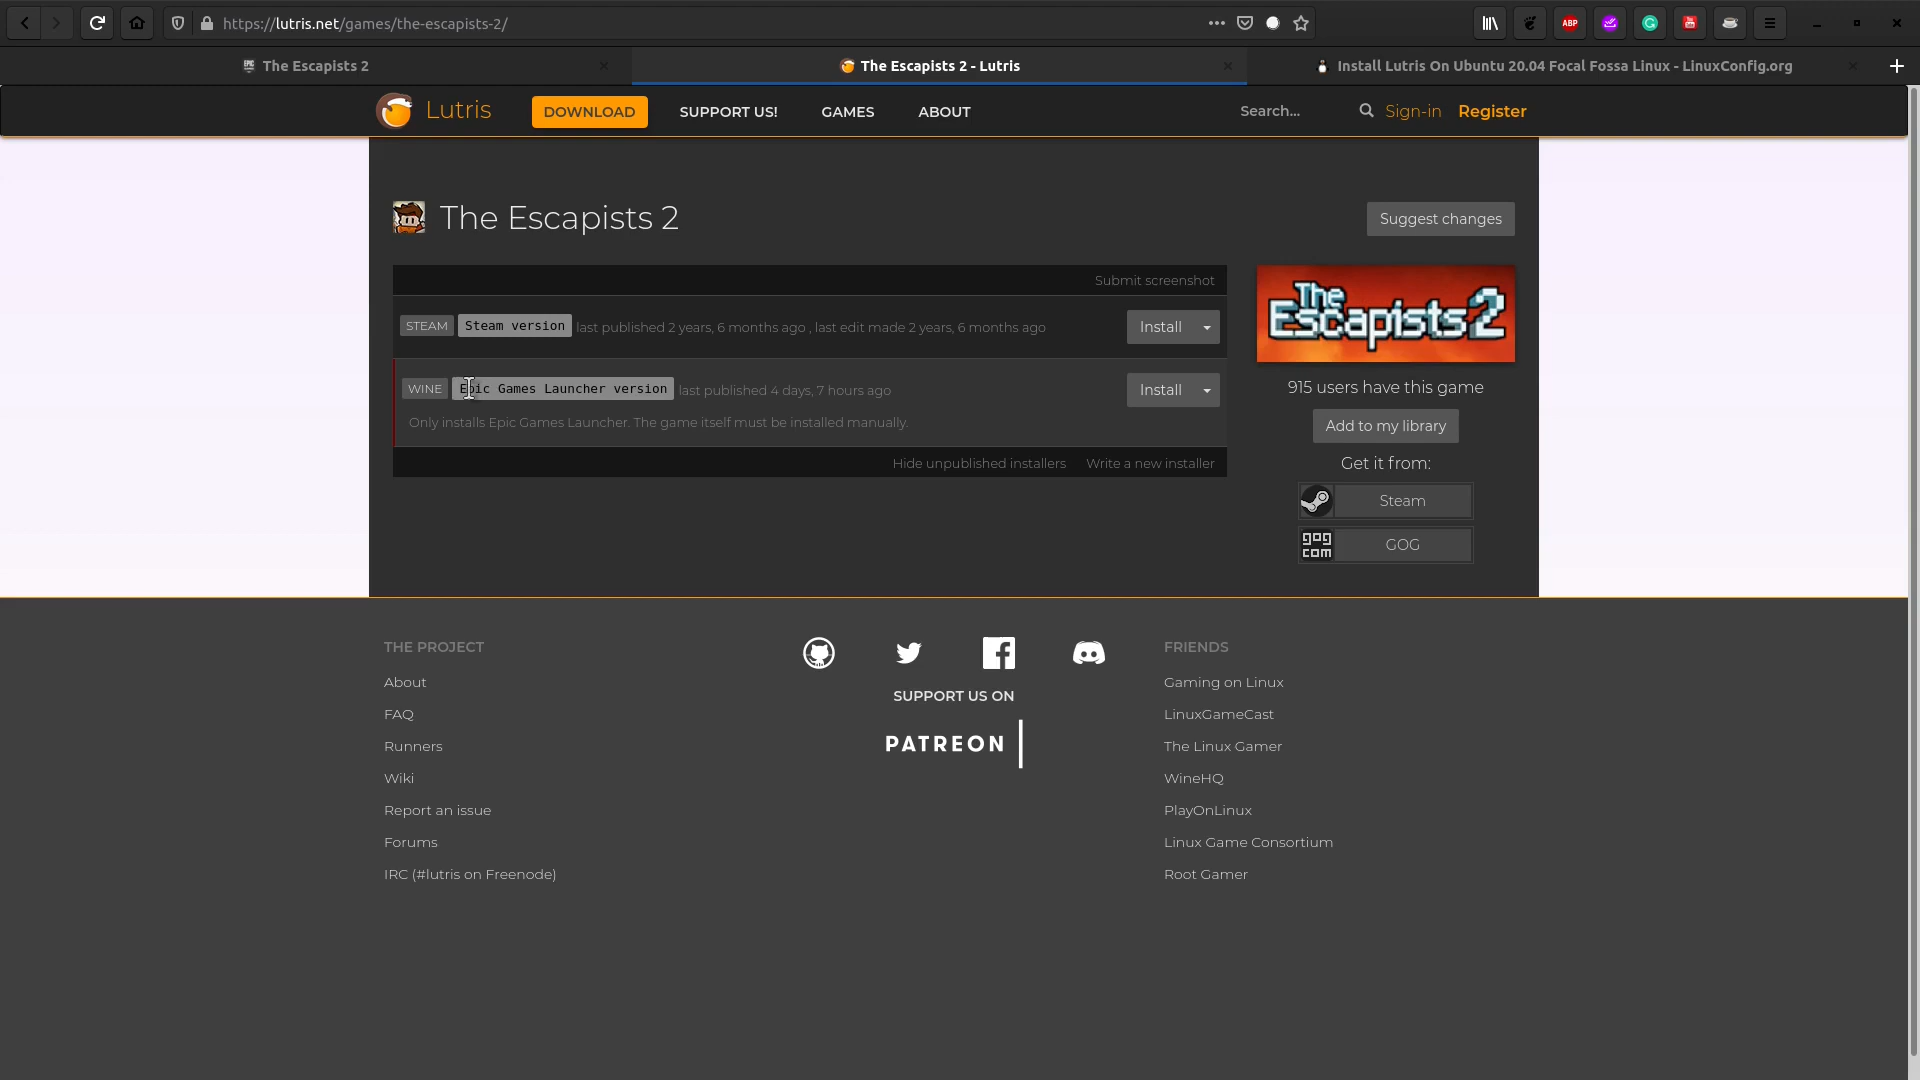 https://lutris.net/games/the-escapists-2/
ABP
EPIC The Escapists 2
The Escapists 2 - Lutris
Install Lutris On Ubuntu 20.04 Focal Fossa Linux - LinuxConfig.org
Lutris DOWNLOAD SUPPORT US! GAMES ABOUT Search... Sign-in Register
The Escapists 2 Suggest changes
Submit screenshot
STEAM Steam version last published 2 years, 6 months ago , last edit made 2 years, 6 months ago Install
WINE Epic Games Launcher version last published 4 days, 7 hours ago Install
Only installs Epic Games Launcher. The game itself must be installed manually.
Hide unpublished installers Write a new installer
The
Escapists 2
915 users have this game
Add to my library
Get it from:
Steam
gog
com GOG
THE PROJECT
About
FAQ
Runners
Wiki
Report an issue
Forums
IRC (#lutris on Freenode)
SUPPORT US ON
PATREON
FRIENDS
Gaming on Linux
LinuxGameCast
The Linux Gamer
WineHQ
PlayOnLinux
Linux Game Consortium
Root Gamer